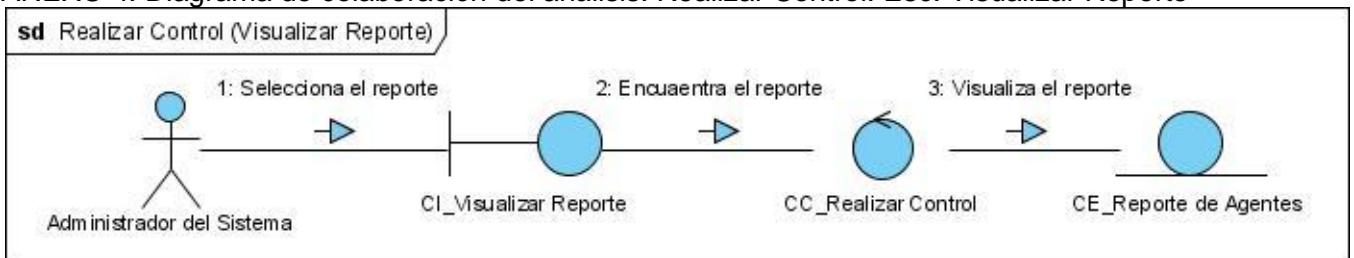 sd Realizar Control (Visualizar Reporte)
1: Selecciona el reporte
2: Encuaentra el reporte
3: Visualiza el reporte
Administrador del Sistema
CI_Visualizar Reporte
CC_Realizar Control
CE_Reporte de Agentes